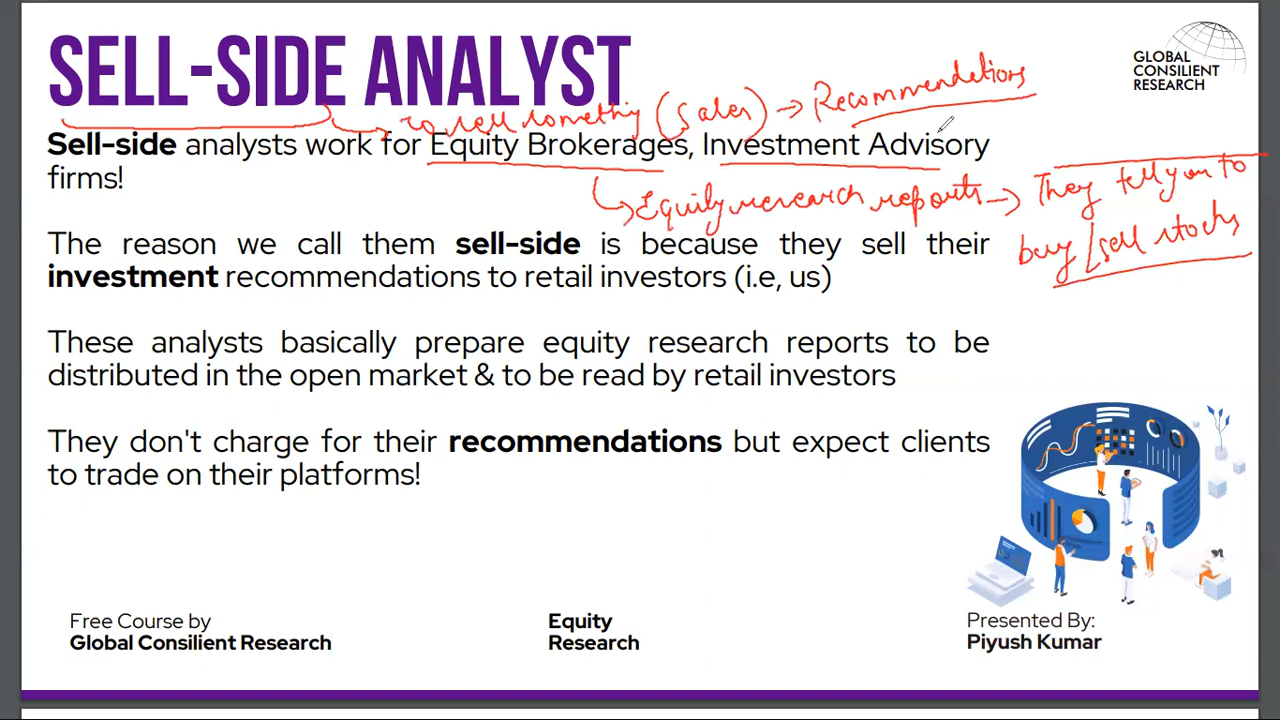 SELL-SIDE ANALYST
GLOBAL
CONSILIENT
RESEARCH
to sell somethig (Sales) → Recommendations
Sell-side analysts work for Equity Brokerages, Investment Advisory
firms!
Equity research reports → They tell you to
buy/sell stocks
The reason we call them sell-side is because they sell their
investment recommendations to retail investors (i.e, us)
These analysts basically prepare equity research reports to be
distributed in the open market & to be read by retail investors
They don't charge for their recommendations but expect clients
to trade on their platforms!
Free Course by
Global Consilient Research
Equity
Research
Presented By:
Piyush Kumar